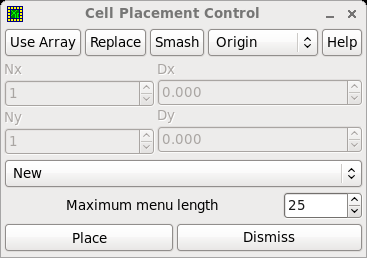 Cell Placement Control
Use Array Replace Smash Origin Help
Nx Dx
1 0.000
Ny Dy
1 0.000
New
Maximum menu length 25
Place Dismiss